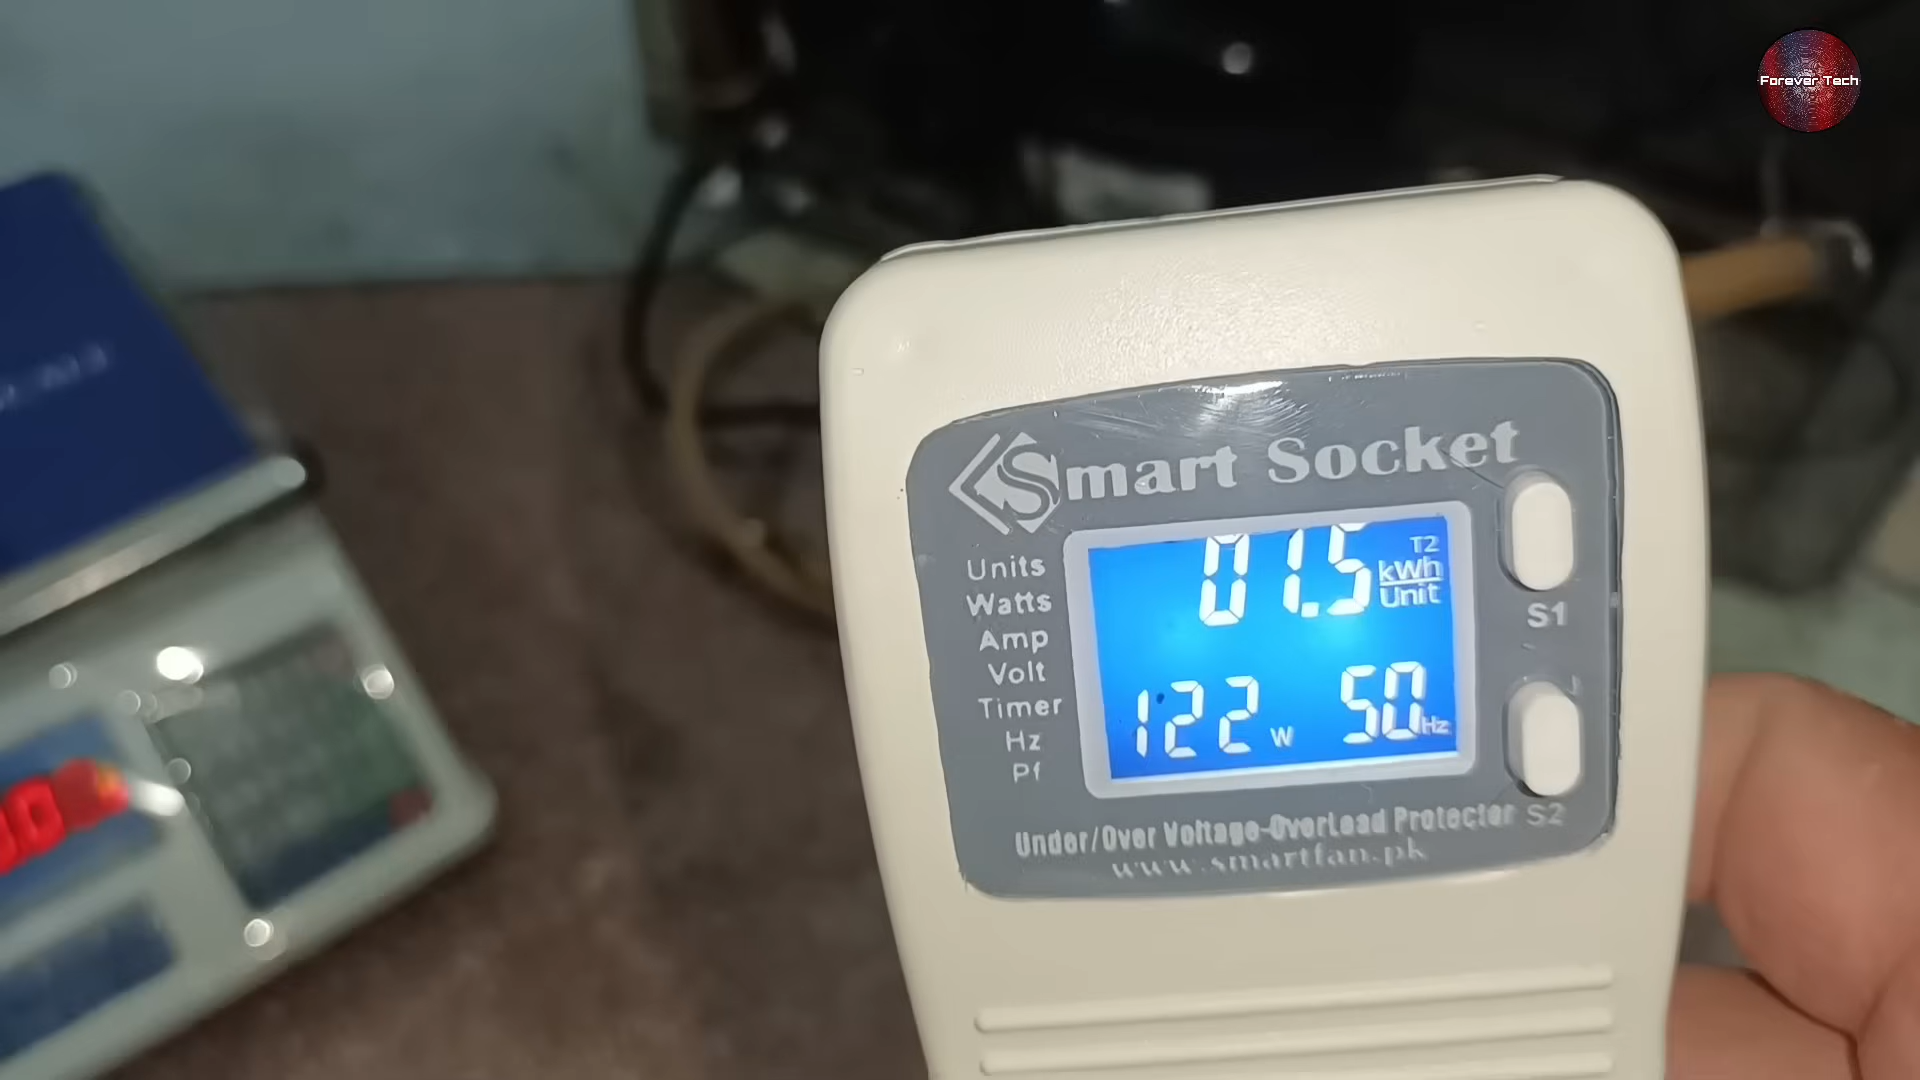 Forever Tech
Smart Socket
Units
Watts
Amp
Volt
Timer
Hz
Pf
01.5 T2 kWh Unit
122 W 50 Hz
S1
S2
Under/Over Voltage-OverLoad Protector
www.smartfan.pk